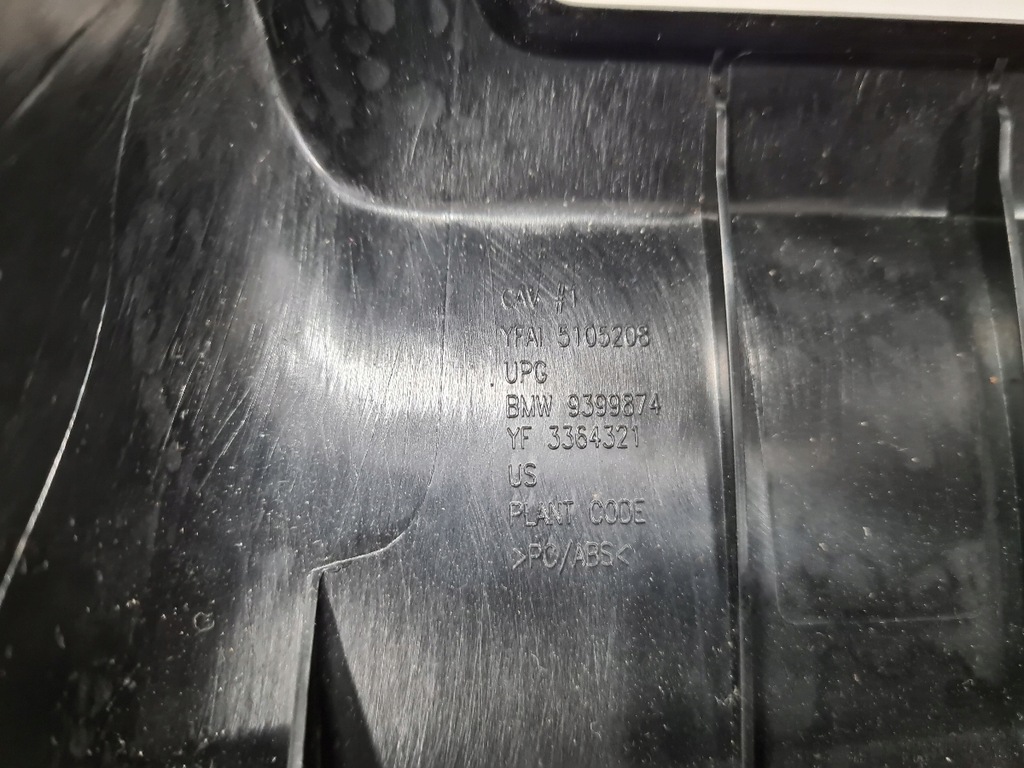 CAV #1
YFAI 5105208
UPG
BMW 9399874
YF 3364321
US
PLANT CODE
>PC/ABS<